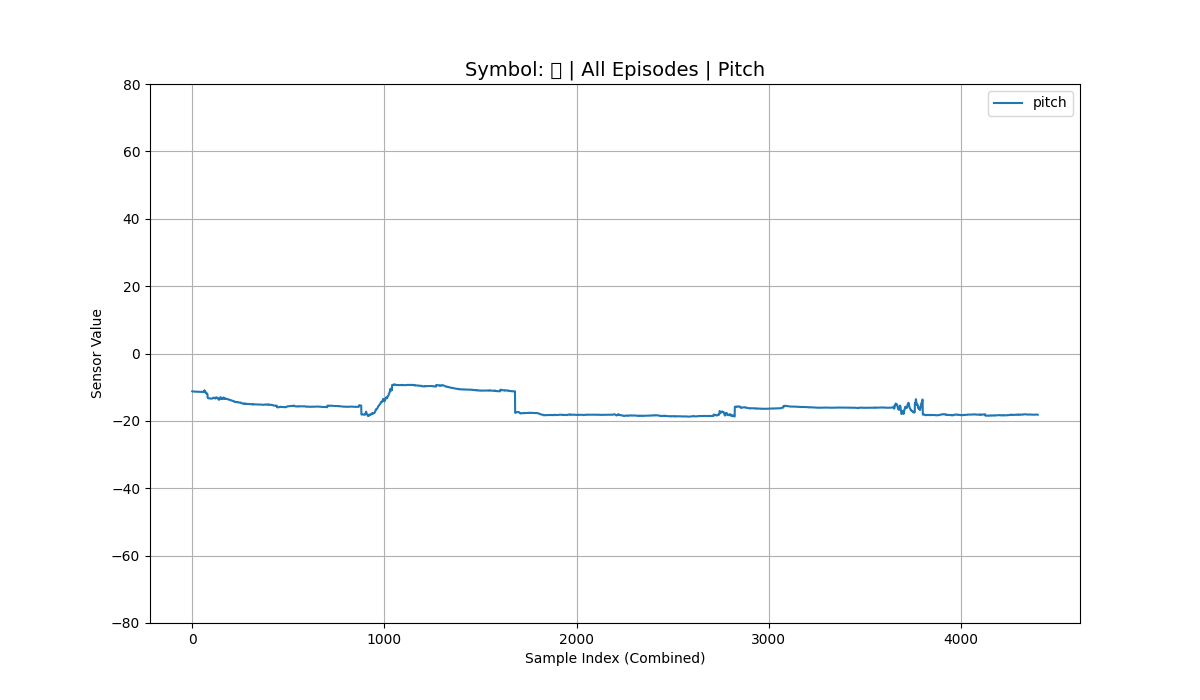 Symbol: | All Episodes | Pitch
pitch
80
60
40
20
0
−20
−40
−60
−80
Sensor Value
0 1000 2000 3000 4000
Sample Index (Combined)